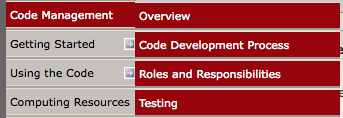 Code Management
Overview
Getting Started
Code Development Process
Using the Code
Roles and Responsibilities
Computing Resources
Testing